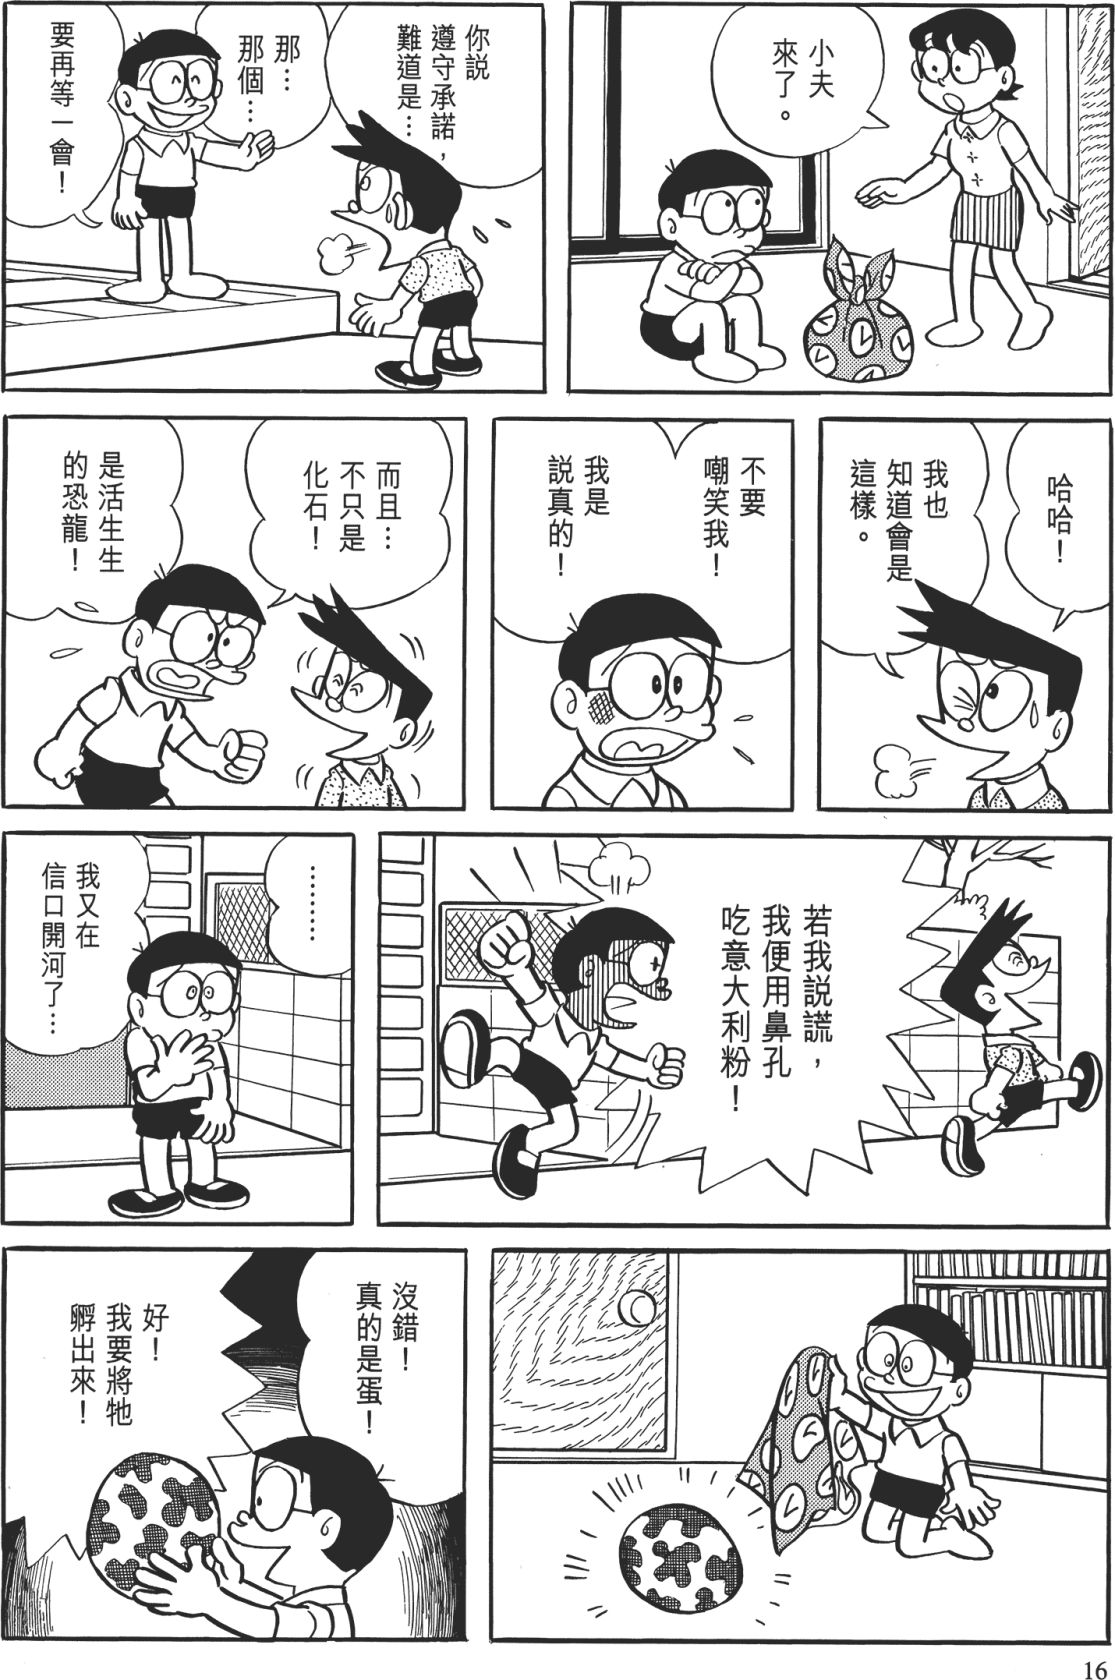 小夫
來了。
你說
遵守承諾，
難道是…
那…
那個…
要再等一會！
哈哈！
我也
知道會是
這樣。
不要
嘲笑我！
我是
說真的！
而且…
不只是
化石！
是活生生
的恐龍！
若我說謊，
我便用鼻孔
吃意大利粉！
………
我又在
信口開河了…
沒錯！
真的是蛋！
好！
我要將牠
孵出來！
16